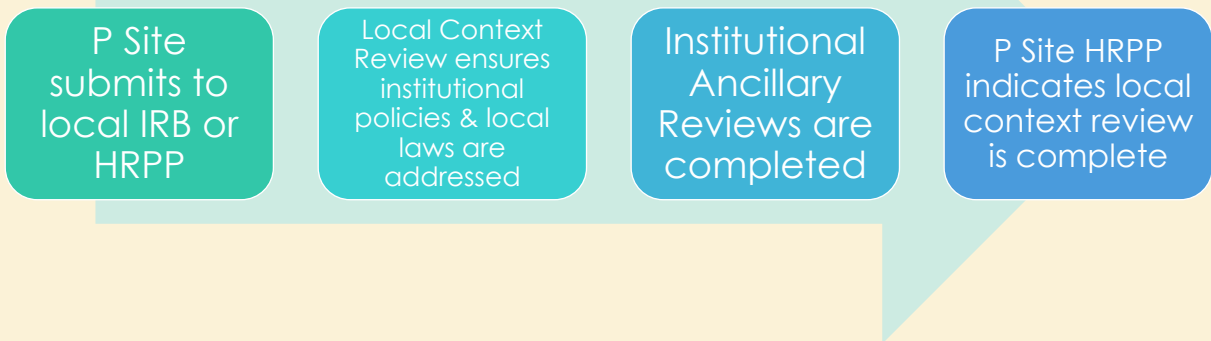 P Site
submits to
local IRB or
HRPP
Local Context
Review ensures
institutional
policies & local
laws are
addressed
Institutional
Ancillary
Reviews are
completed
P Site HRPP
indicates local
context review
is complete